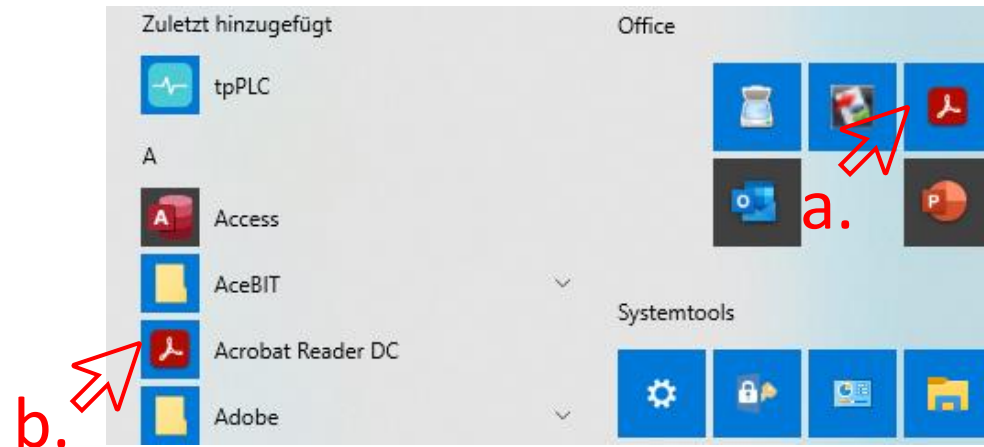 Zuletzt hinzugefügt
tpPLC
A
Access
AceBIT
Acrobat Reader DC
Adobe
b.
Office
a.
Systemtools